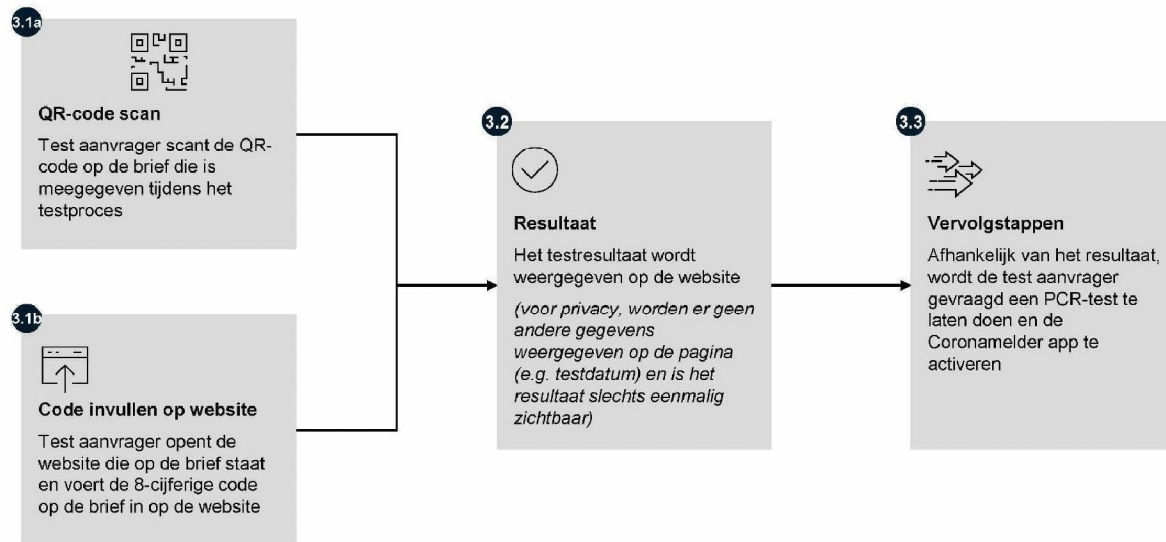 3.1a
QR-code scan
Test aanvrager scant de QR-
code op de brief die is
meegegeven tijdens het
testproces
3.1b
Code invullen op website
Test aanvrager opent de
website die op de brief staat
en voert de 8-cijferige code
op de brief in op de website
3.2
Resultaat
Het testresultaat wordt
weergegeven op de website
(voor privacy, worden er geen
andere gegevens
weergegeven op de pagina
(e.g. testdatum) en is het
resultaat slechts eenmalig
zichtbaar)
3.3
Vervolgstappen
Afhankelijk van het resultaat,
wordt de test aanvrager
gevraagd een PCR-test te
laten doen en de
Coronamelder app te
activeren